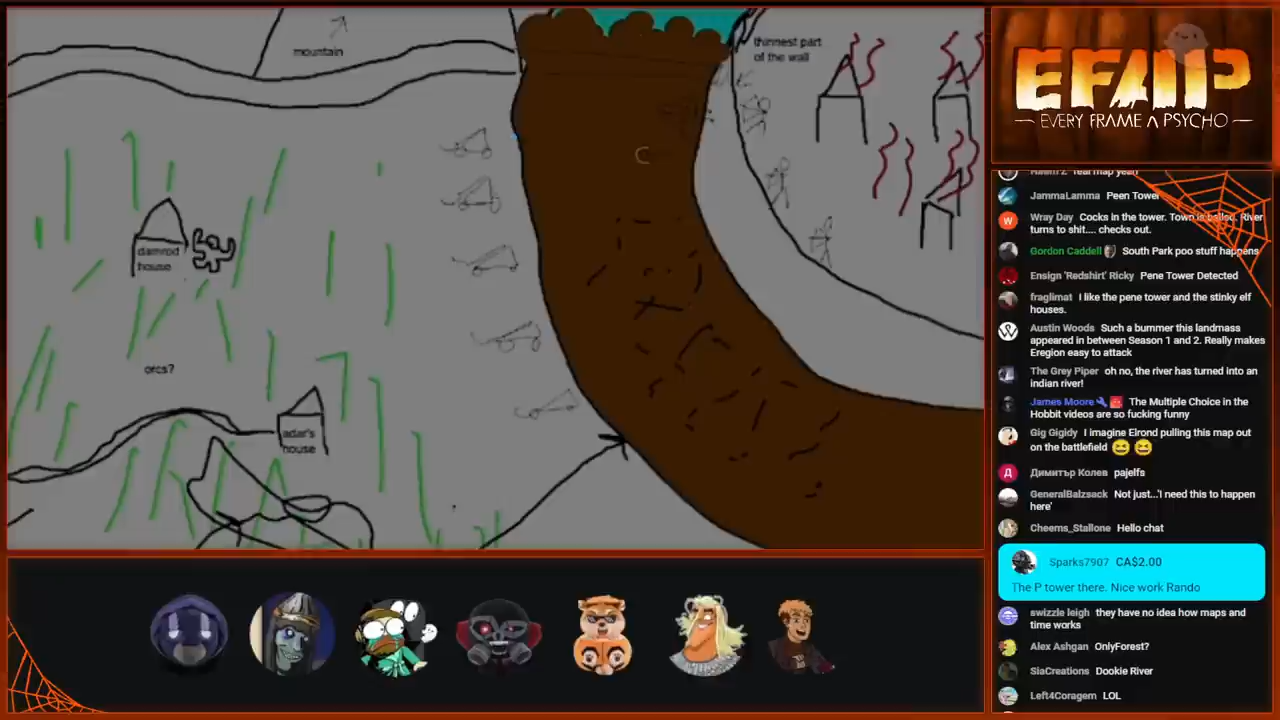 mountain
thinnest part
of the wall
damrod
house
orcs?
adar's
house
EFAP
EVERY FRAME A PSYCHO
JammaLamma Peen Tower
Wray Day Cocks in the tower. Town is balled. River
turns to shit.... checks out.
Gordon Caddell South Park poo stuff happens
Ensign 'Redshirt' Ricky Pene Tower Detected
fraglimat I like the pene tower and the stinky elf
houses.
Austin Woods Such a bummer this landmass
appeared in between Season 1 and 2. Really makes
Eregion easy to attack
The Grey Piper oh no, the river has turned into an
indian river!
James Moore The Multiple Choice in the
Hobbit videos are so fucking funny
Gig Gigidy I imagine Elrond pulling this map out
on the battlefield
Д Димитър Колев pajelfs
GeneralBalzsack Not just...'I need this to happen
here'
Cheems_Stallone Hello chat
Sparks7907 CA$2.00
The P tower there. Nice work Rando
swizzle leigh they have no idea how maps and
time works
Alex Ashgan OnlyForest?
SiaCreations Dookie River
Left4Coragem LOL